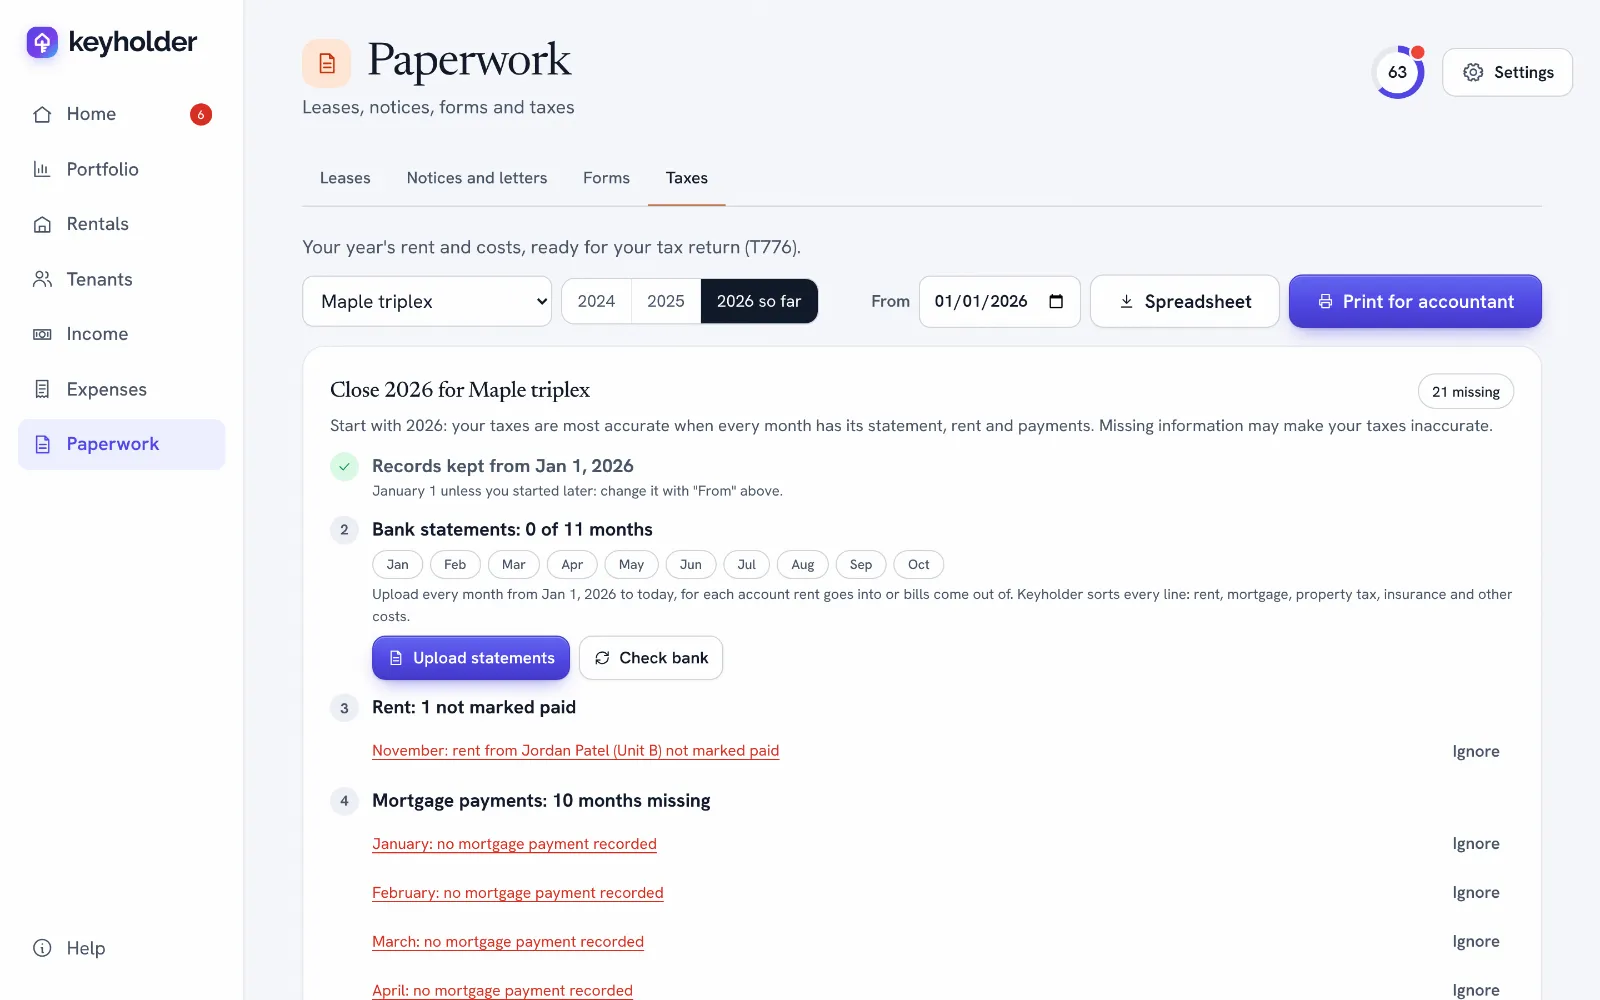 keyholder
Home 6
Portfolio
Rentals
Tenants
Income
Expenses
Paperwork
Help
Paperwork
Leases, notices, forms and taxes
63
Settings
Leases Notices and letters Forms Taxes
Your year's rent and costs, ready for your tax return (T776).
Maple triplex 2024 2025 2026 so far From 01/01/2026 Spreadsheet Print for accountant
Close 2026 for Maple triplex 21 missing
Start with 2026: your taxes are most accurate when every month has its statement, rent and payments. Missing information may make your taxes inaccurate.
Records kept from Jan 1, 2026
January 1 unless you started later: change it with "From" above.
2 Bank statements: 0 of 11 months
Jan Feb Mar Apr May Jun Jul Aug Sep Oct
Upload every month from Jan 1, 2026 to today, for each account rent goes into or bills come out of. Keyholder sorts every line: rent, mortgage, property tax, insurance and other
costs.
Upload statements Check bank
3 Rent: 1 not marked paid
November: rent from Jordan Patel (Unit B) not marked paid Ignore
4 Mortgage payments: 10 months missing
January: no mortgage payment recorded Ignore
February: no mortgage payment recorded Ignore
March: no mortgage payment recorded Ignore
April: no mortgage payment recorded Ignore